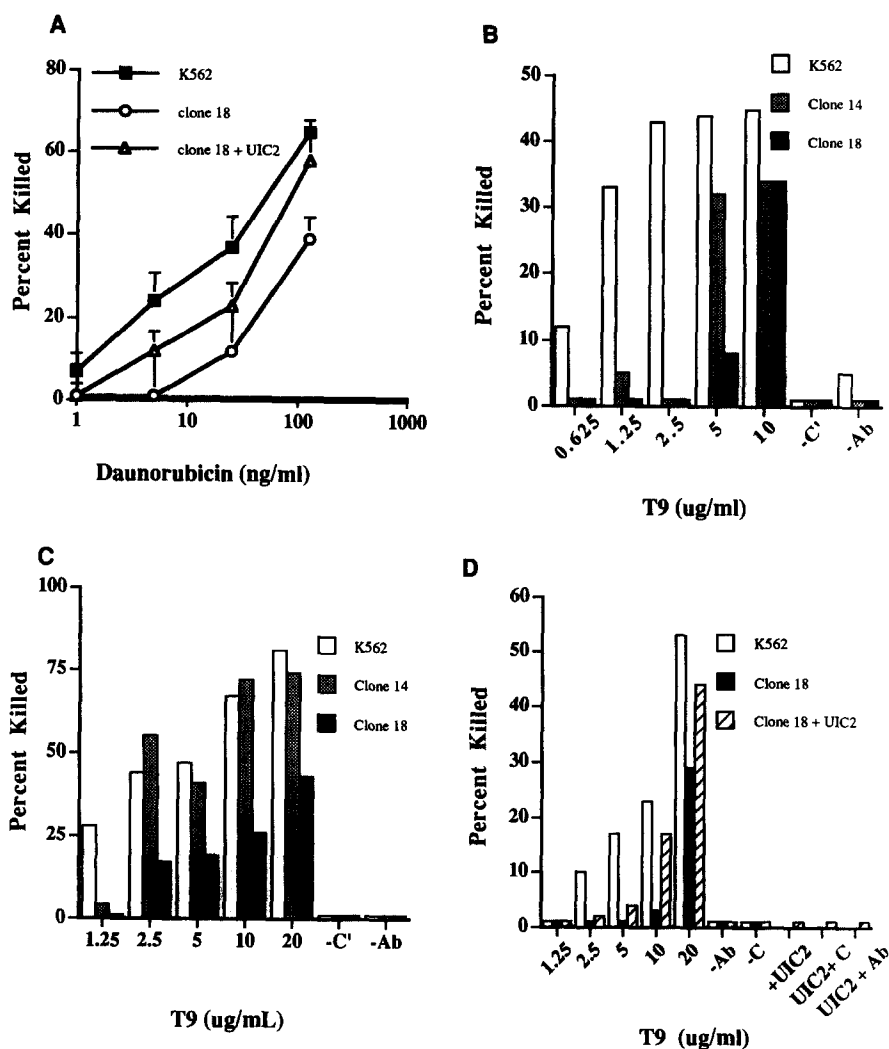 A
80
60
40
20
0
Percent Killed
K562
clone 18
clone 18 + UIC2
1
10
100
1000
Daunorubicin (ng/ml)
B
50
40
30
20
10
0
Percent Killed
K562
Clone 14
Clone 18
0.625
1.25
2.5
5
10
-C'
-Ab
T9 (ug/ml)
C
100
75
50
25
0
Percent Killed
K562
Clone 14
Clone 18
1.25
2.5
5
10
20
-C'
-Ab
T9 (ug/mL)
D
60
50
40
30
20
10
0
Percent Killed
K562
Clone 18
Clone 18 + UIC2
1.25
2.5
5
10
20
-Ab
-C
+UIC2
UIC2+ C
UIC2 + Ab
T9 (ug/ml)